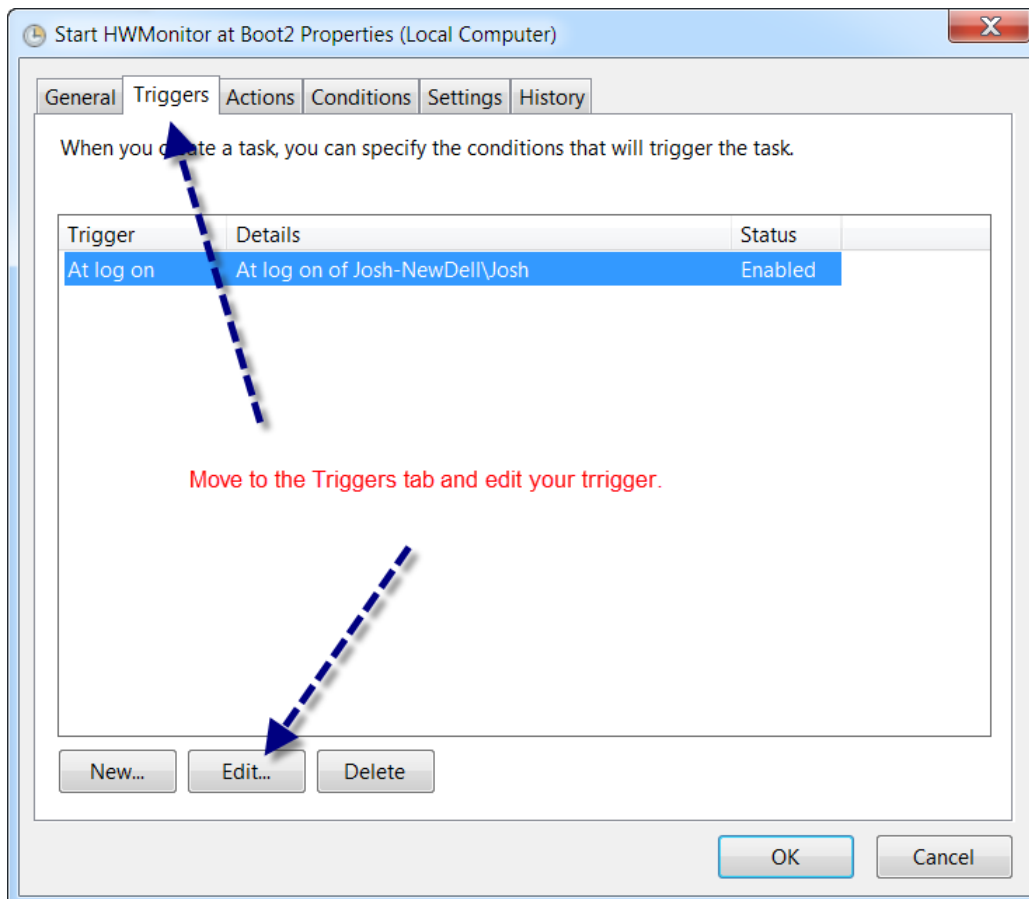 Start HWMonitor at Boot2 Properties (Local Computer)
General Triggers Actions Conditions Settings History
When you create a task, you can specify the conditions that will trigger the task.
Trigger Details Status
At log on At log on of Josh-NewDell\Josh Enabled
Move to the Triggers tab and edit your trrigger.
New... Edit... Delete
OK Cancel